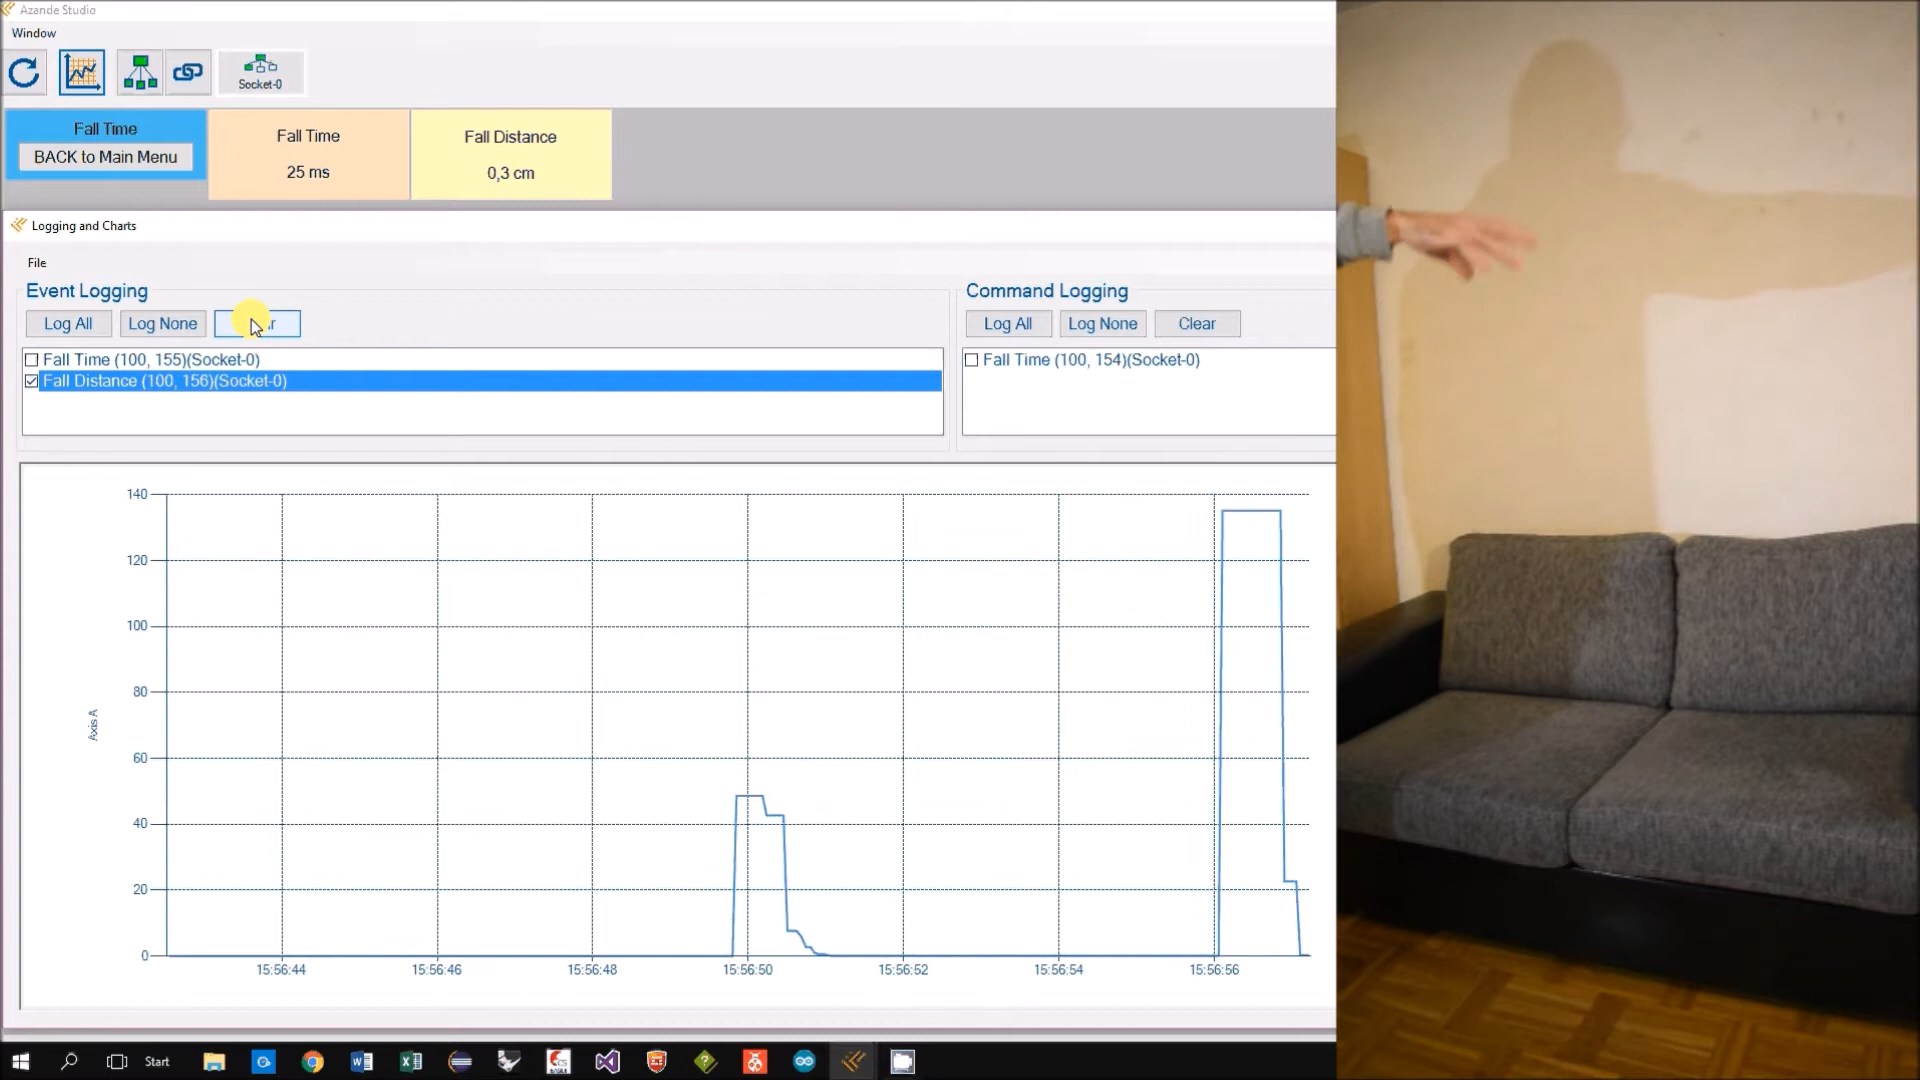 Azande Studio
Window
Socket-0
Fall Time
BACK to Main Menu
Fall Time
25 ms
Fall Distance
0,3 cm
Logging and Charts
File
Event Logging
Log All
Log None
Fall Time (100, 155)(Socket-0)
Fall Distance (100, 156)(Socket-0)
Command Logging
Log All
Log None
Clear
Fall Time (100, 154)(Socket-0)
140
120
100
80
60
40
20
0
Axis A
15:56:44
15:56:46
15:56:48
15:56:50
15:56:52
15:56:54
15:56:56
Start